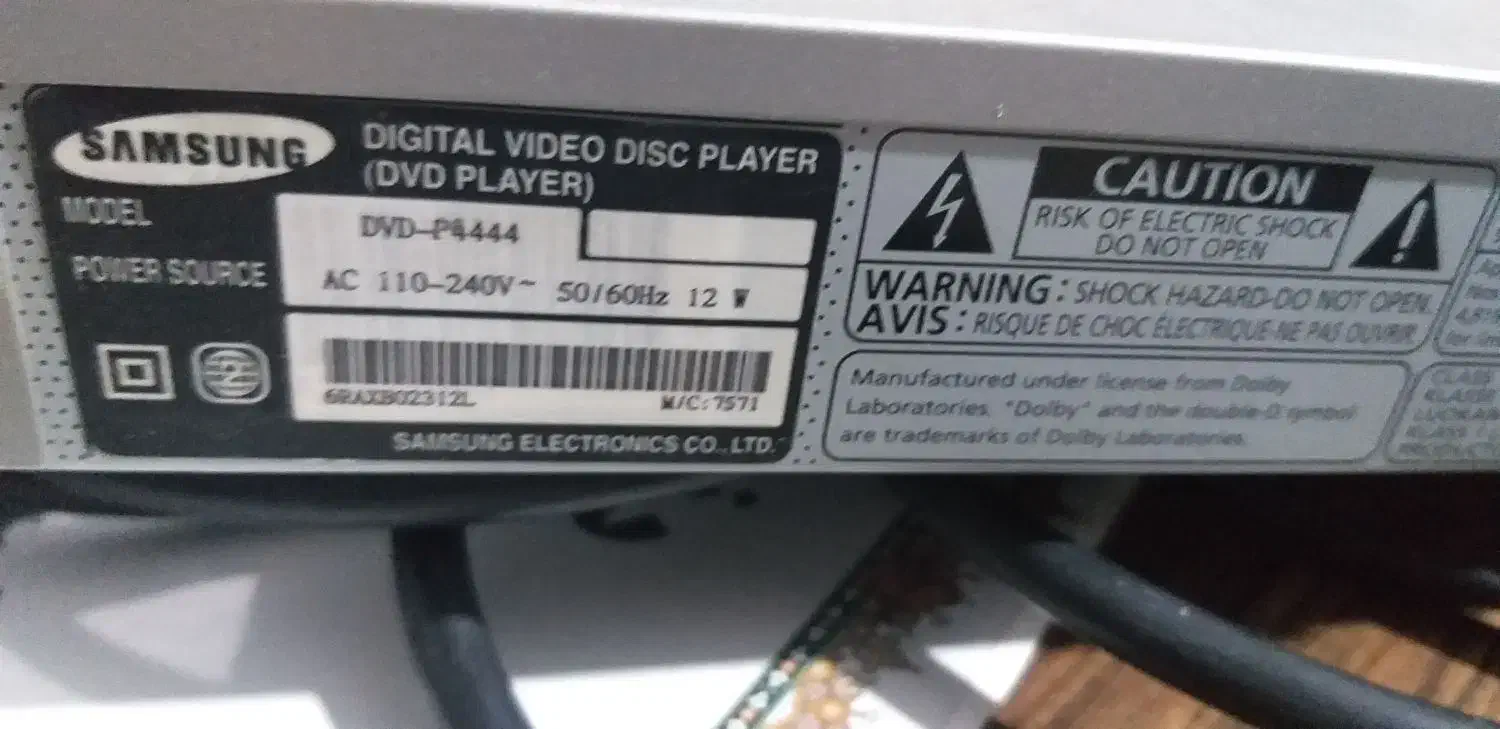 SAMSUNG
DIGITAL VIDEO DISC PLAYER
(DVD PLAYER)
MODEL
POWER SOURCE
AC 110-240V~ 50/60Hz 12 W
2
M/C:7571
SAMSUNG ELECTRONICS CO., LTD.
CAUTION
RISK OF ELECTRIC SHOCK
DO NOT OPEN
WARNING : SHOCK HAZARD-DO NOT OPEN.
AVIS : RISQUE DE CHOC ÉLECTRIQUE-NE PAS OUVRIR.
Manufactured under license from Dolby
Laboratories. "Dolby" and the double-D symbol
are trademarks of Dolby Laboratories.
CLASS